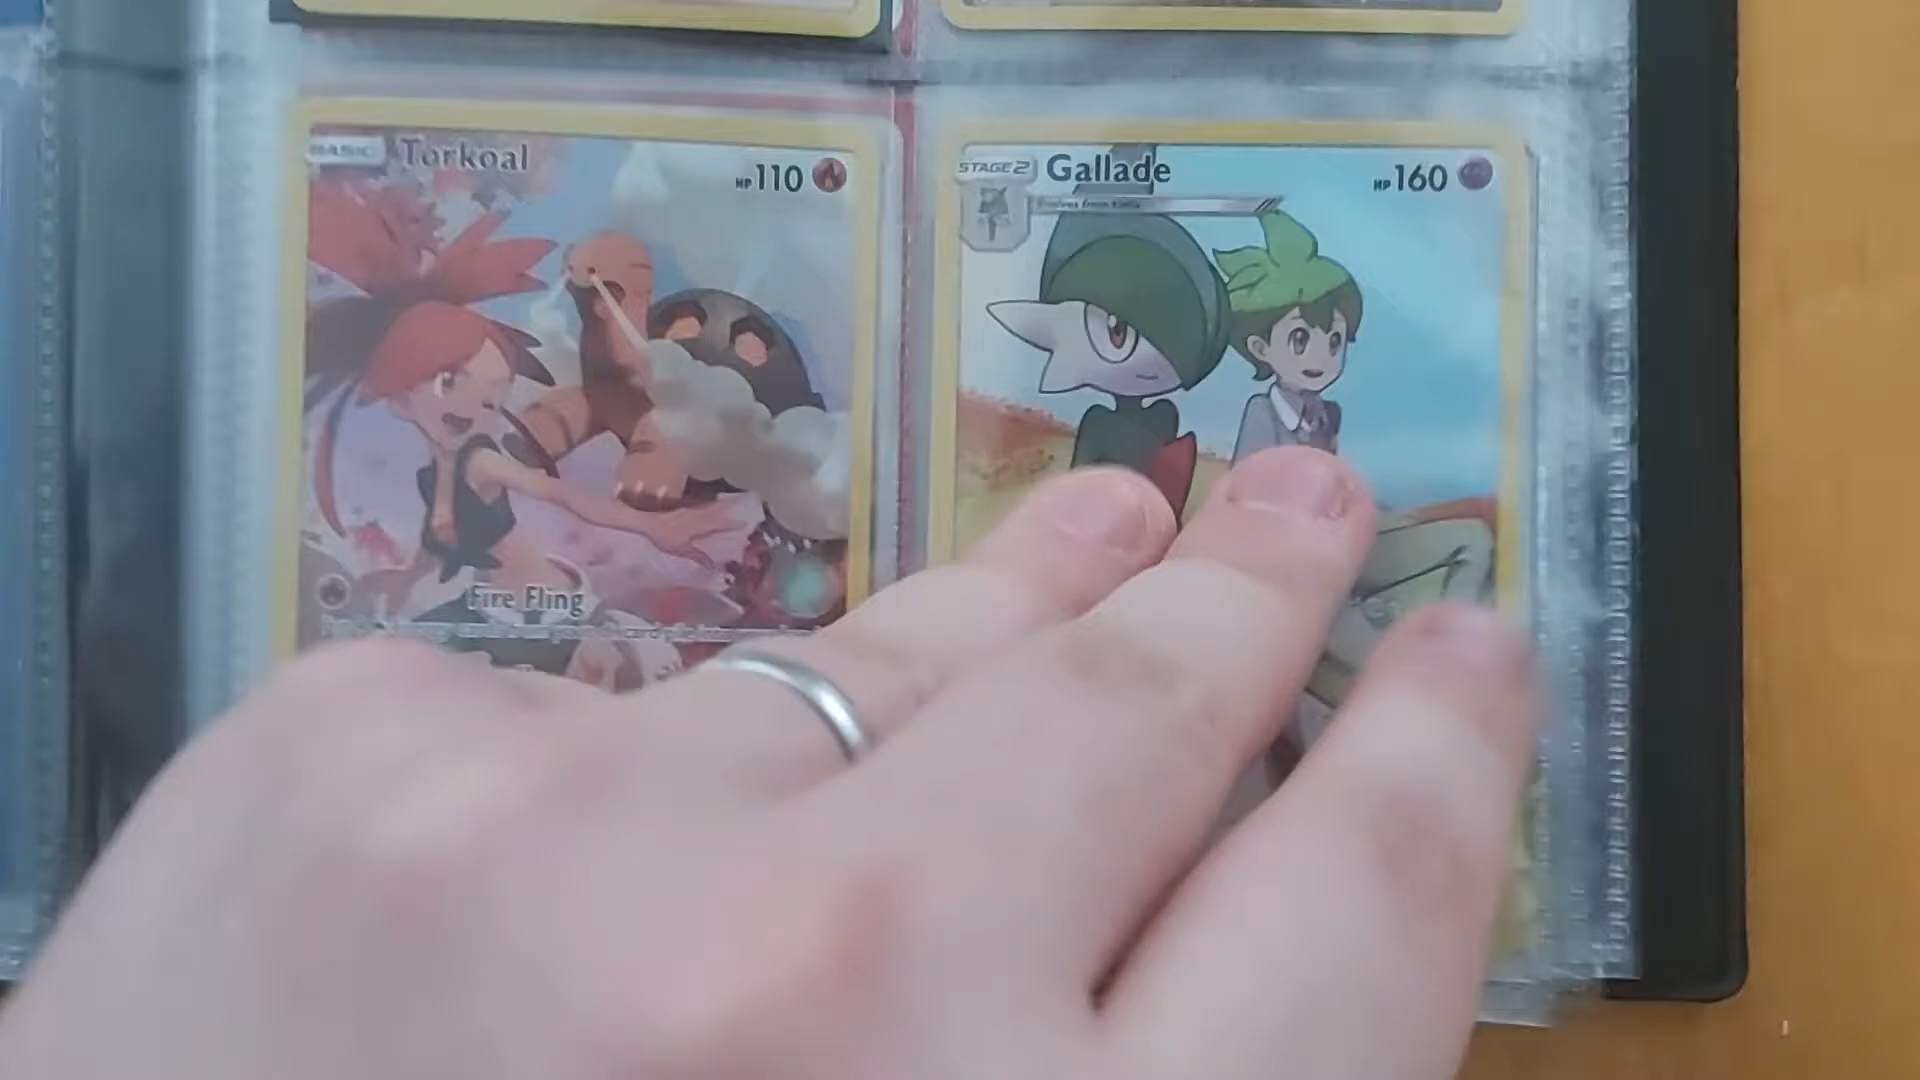 BASIC Torkoal HP 110
Fire Fling
STAGE 2 Gallade HP 160
Evolves from Kirlia